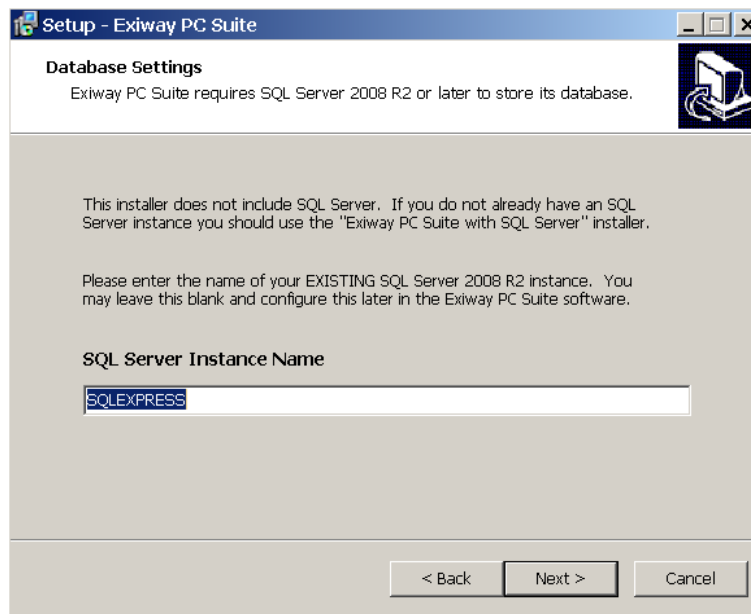 Setup - Exiway PC Suite
Database Settings
Exiway PC Suite requires SQL Server 2008 R2 or later to store its database.
This installer does not include SQL Server. If you do not already have an SQL
Server instance you should use the "Exiway PC Suite with SQL Server" installer.
Please enter the name of your EXISTING SQL Server 2008 R2 instance. You
may leave this blank and configure this later in the Exiway PC Suite software.
SQL Server Instance Name
SQLEXPRESS
< Back Next > Cancel